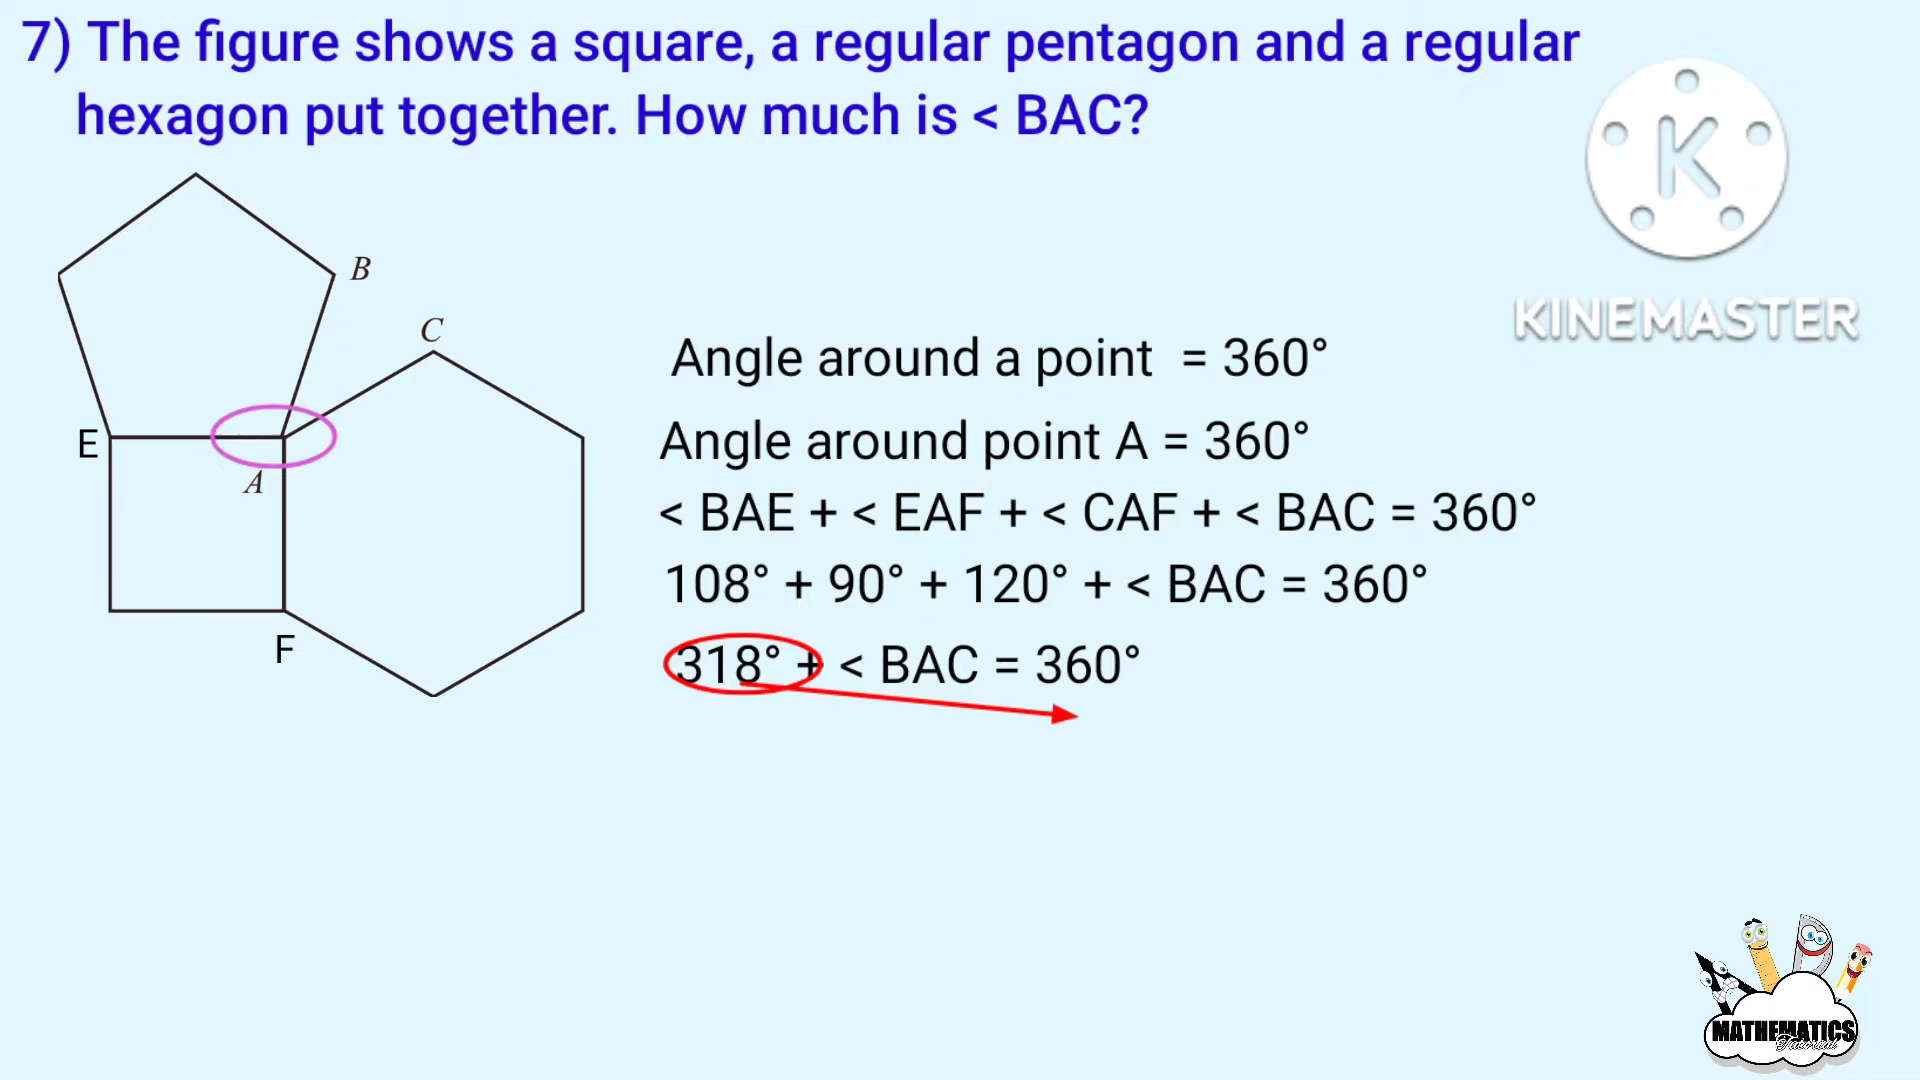 7) The figure shows a square, a regular pentagon and a regular
hexagon put together. How much is < BAC?
K
KINEMASTER
B
C
E
A
F
Angle around a point = 360°
Angle around point A = 360°
< BAE + < EAF + < CAF + < BAC = 360°
108° + 90° + 120° + < BAC = 360°
318° + < BAC = 360°
MATHEMATICS
Tutorial